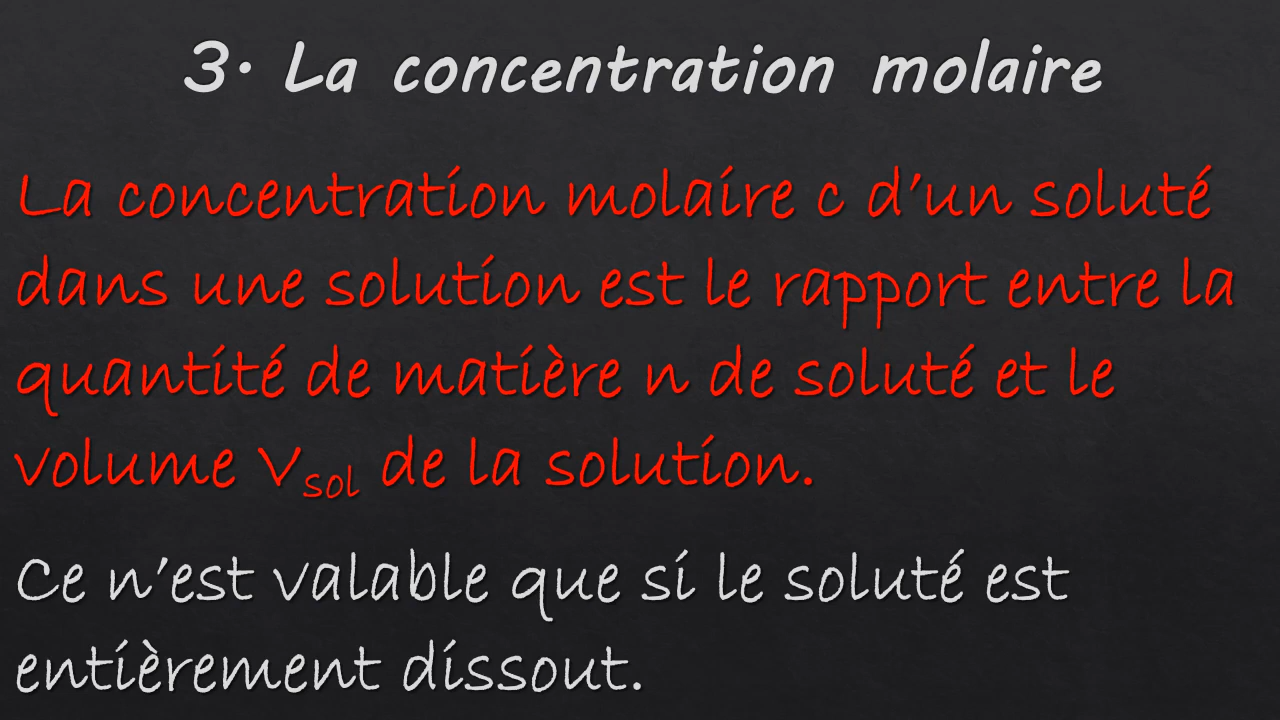 3. La concentration molaire
La concentration molaire c d’un soluté
dans une solution est le rapport entre la
quantité de matière n de soluté et le
volume Vsol de la solution.
Ce n’est valable que si le soluté est
entièrement dissout.